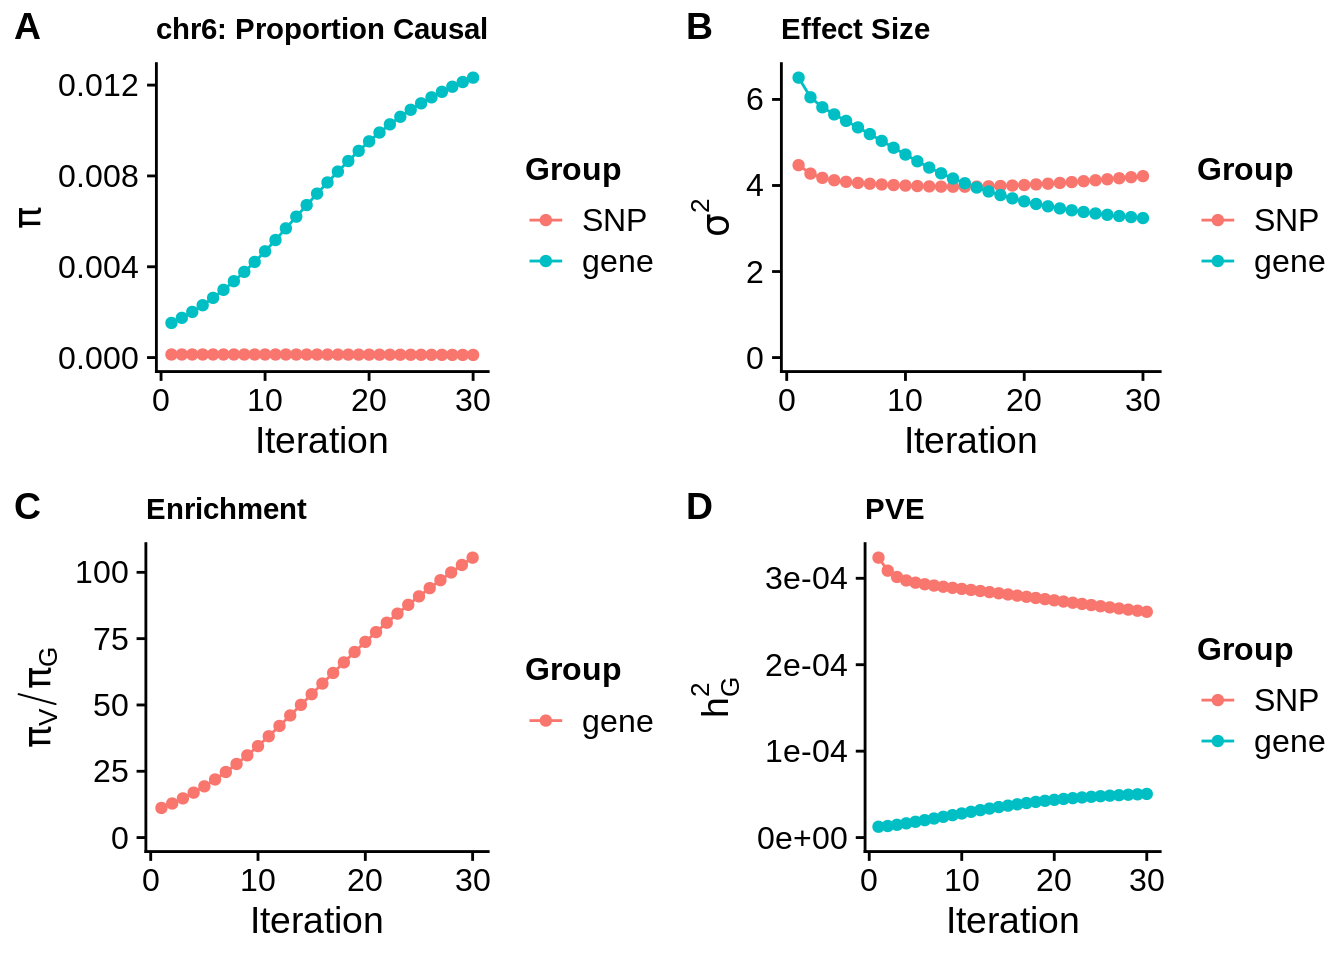 A
chr6: Proportion Causal
0.012
0.008
0.004
0.000
π
0 10 20 30
Iteration
Group
SNP
gene
B
Effect Size
6
4
2
0
σ²
0 10 20 30
Iteration
Group
SNP
gene
C
Enrichment
100
75
50
25
0
π_V/π_G
0 10 20 30
Iteration
Group
gene
D
PVE
3e-04
2e-04
1e-04
0e+00
h²_G
0 10 20 30
Iteration
Group
SNP
gene